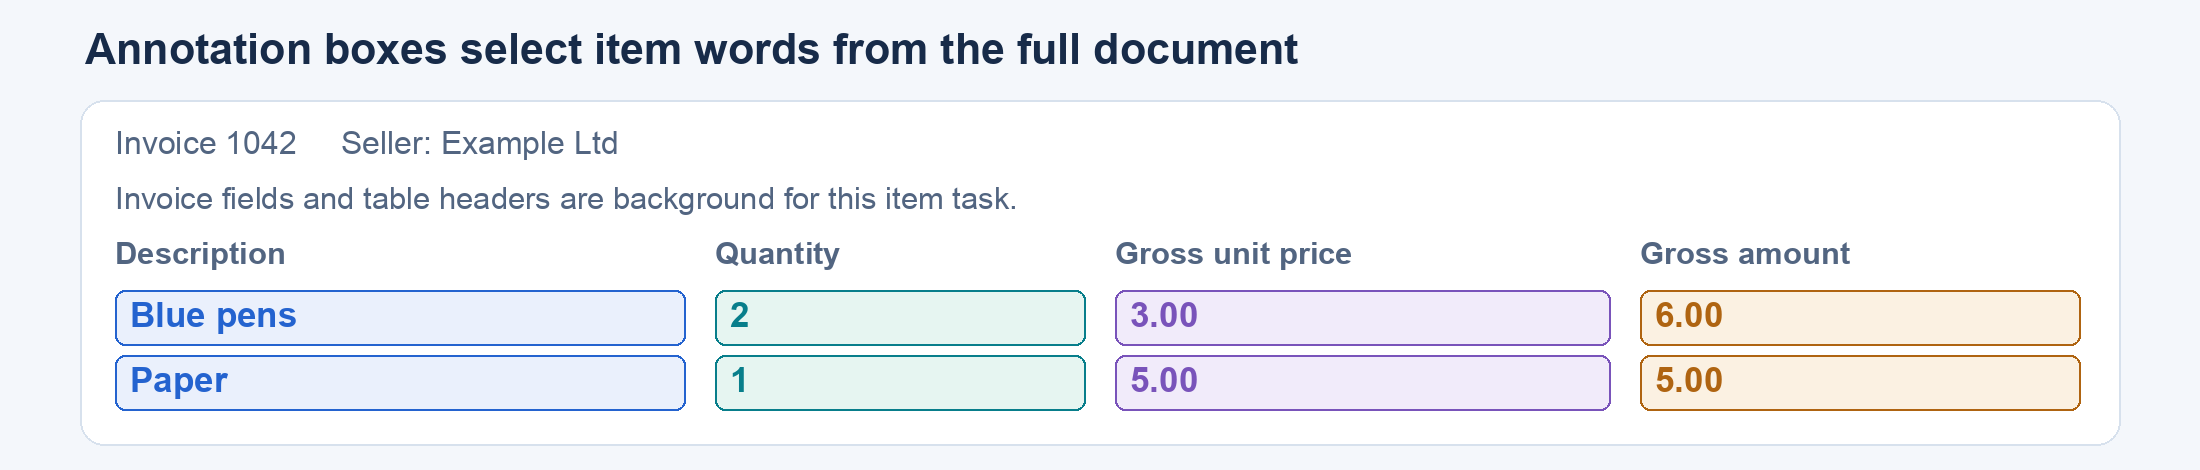 Annotation boxes select item words from the full document
Invoice 1042 Seller: Example Ltd
Invoice fields and table headers are background for this item task.
Description Quantity Gross unit price Gross amount
Blue pens 2 3.00 6.00
Paper 1 5.00 5.00